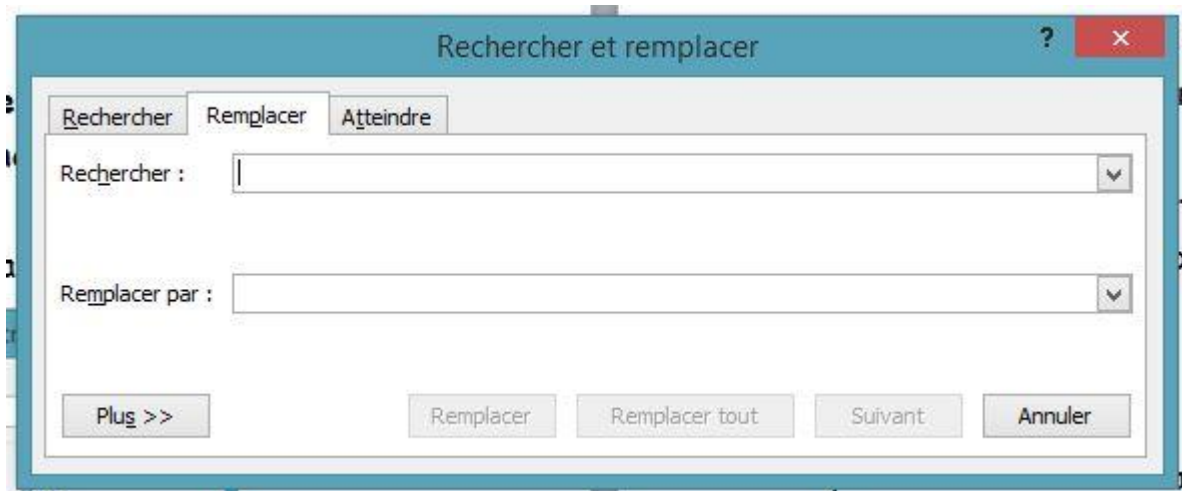 Rechercher et remplacer ? ×
Rechercher Remplacer Atteindre
Rechercher :
Remplacer par :
Plus >> Remplacer Remplacer tout Suivant Annuler